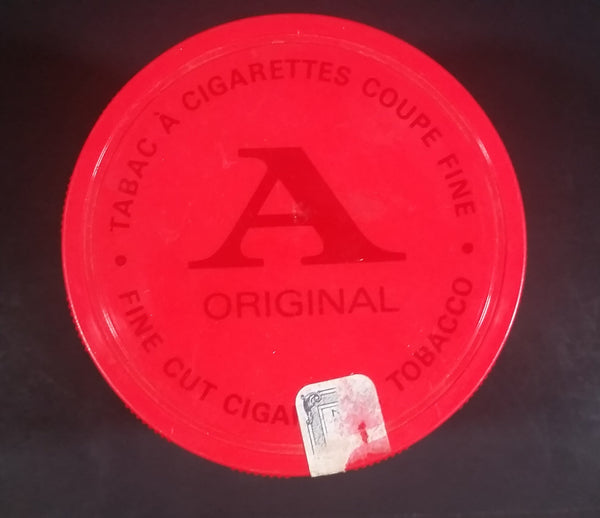 TABAC À CIGARETTES COUPE FINE
A
ORIGINAL
FINE CUT CIGA TOBACCO